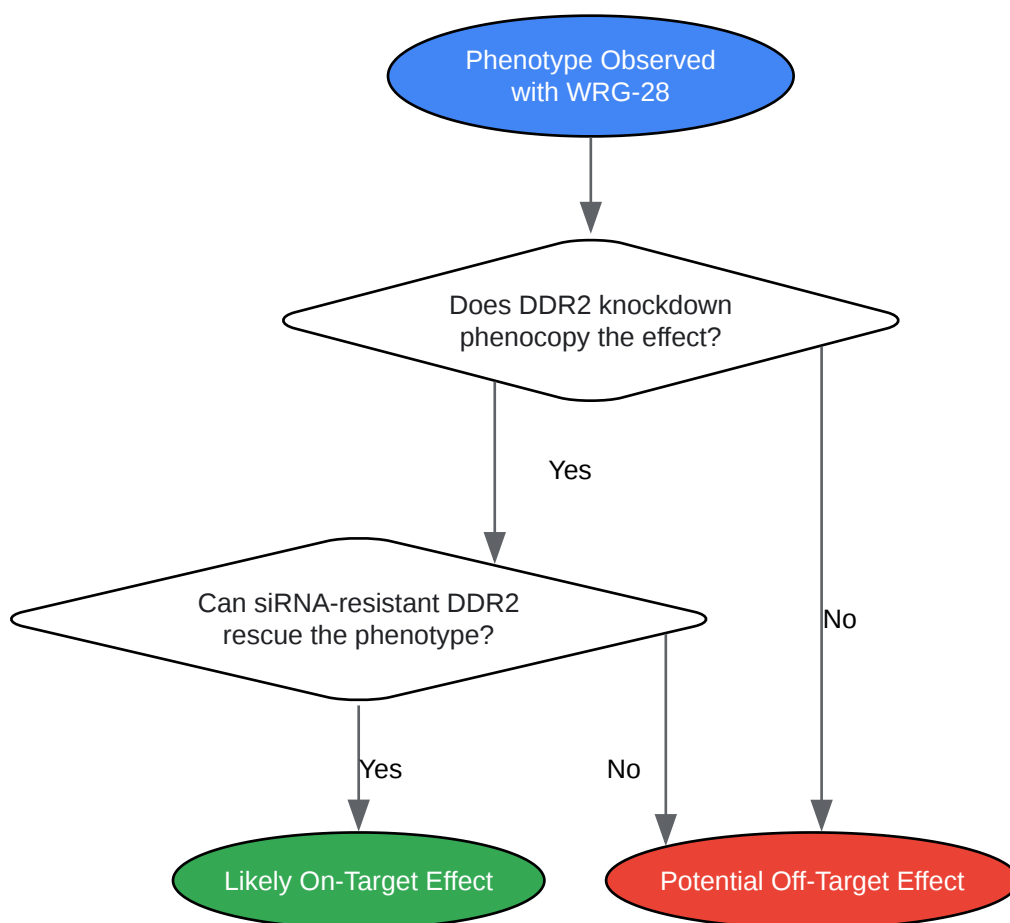 Phenotype Observed
with WRG-28
Does DDR2 knockdown
phenocopy the effect?
Yes
Can siRNA-resistant DDR2
rescue the phenotype?
No
Yes
No
Likely On-Target Effect
Potential Off-Target Effect